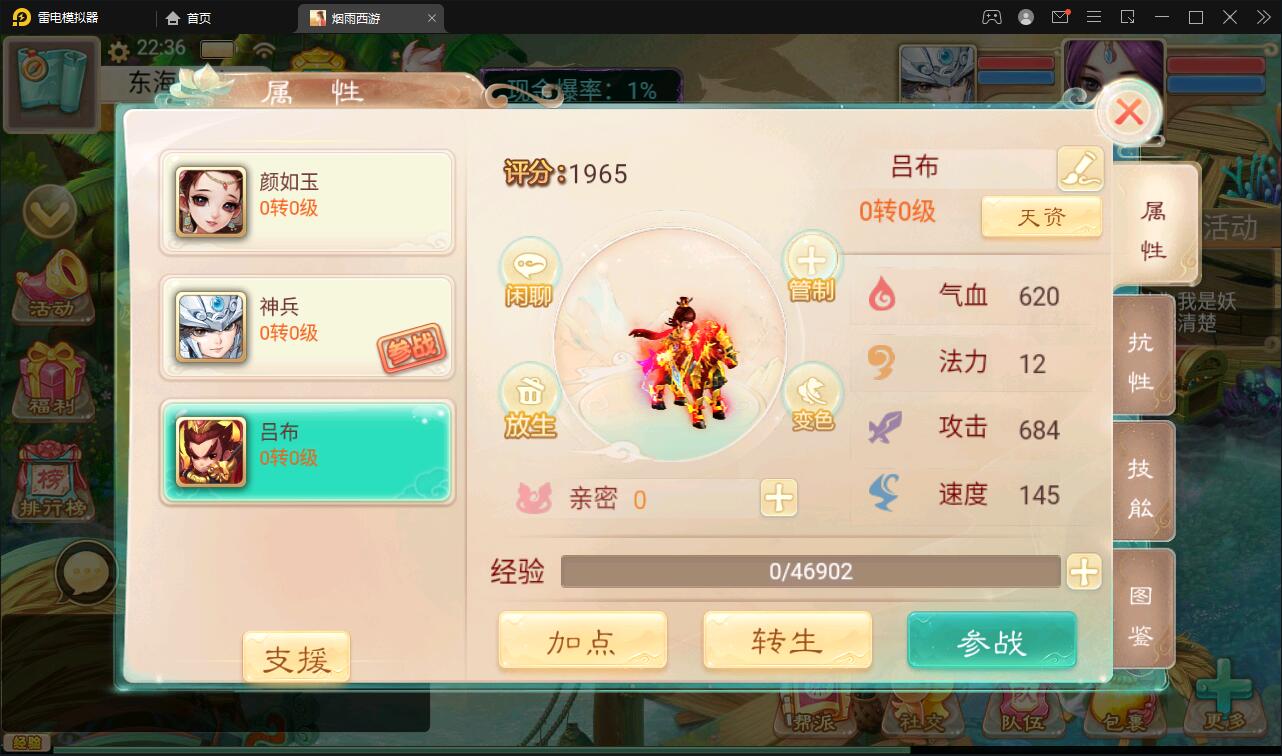 雷电模拟器
首页
烟雨西游
22:36
东海
现金爆率：1%
属 性
颜如玉
0转0级
神兵
0转0级
参战
吕布
0转0级
支援
评分:1965
闲聊
管制
放生
变色
亲密 0
吕布
0转0级
天资
气血 620
法力 12
攻击 684
速度 145
经验 0/46902
加点
转生
参战
属性
抗性
技能
图鉴
活动
我是妖
清楚
活动
福利
榜
排行榜
帮派
社交
队伍
包裹
更多
经验